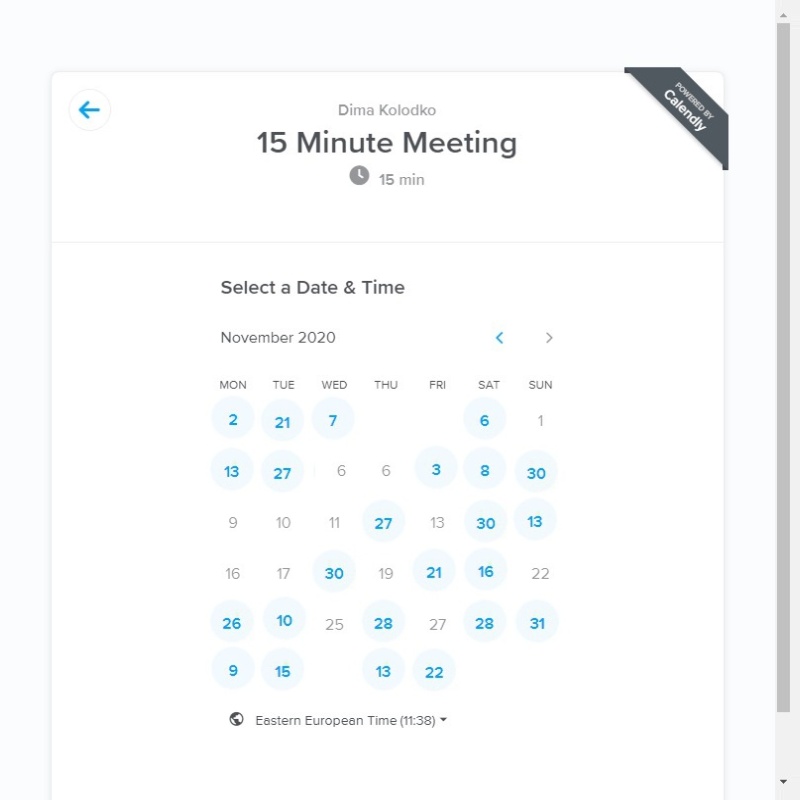 POWERED BY
Calendly
Dima Kolodko
15 Minute Meeting
15 min
Select a Date & Time
November 2020
MON TUE WED THU FRI SAT SUN
2 21 7 6 1
13 27 6 6 3 8 30
9 10 11 27 13 30 13
16 17 30 19 21 16 22
26 10 25 28 27 28 31
9 15 13 22
Eastern European Time (11:38)